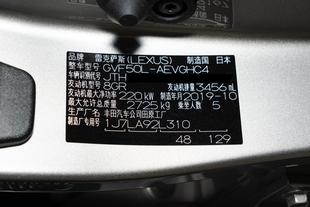 品牌 雷克萨斯(LEXUS) 制造国 日本
整车型号 GVF50L-AEVGHC4
车辆识别代号 JTH
发动机型号 8GR 发动机排量 3456 mL
发动机最大净功率 220 kW 制造年月 2019-10
最大允许总质量 2725 kg 乘坐人数 5
生产厂名 丰田汽车公司田原工厂
专用号 1J7LA92L310
48 129